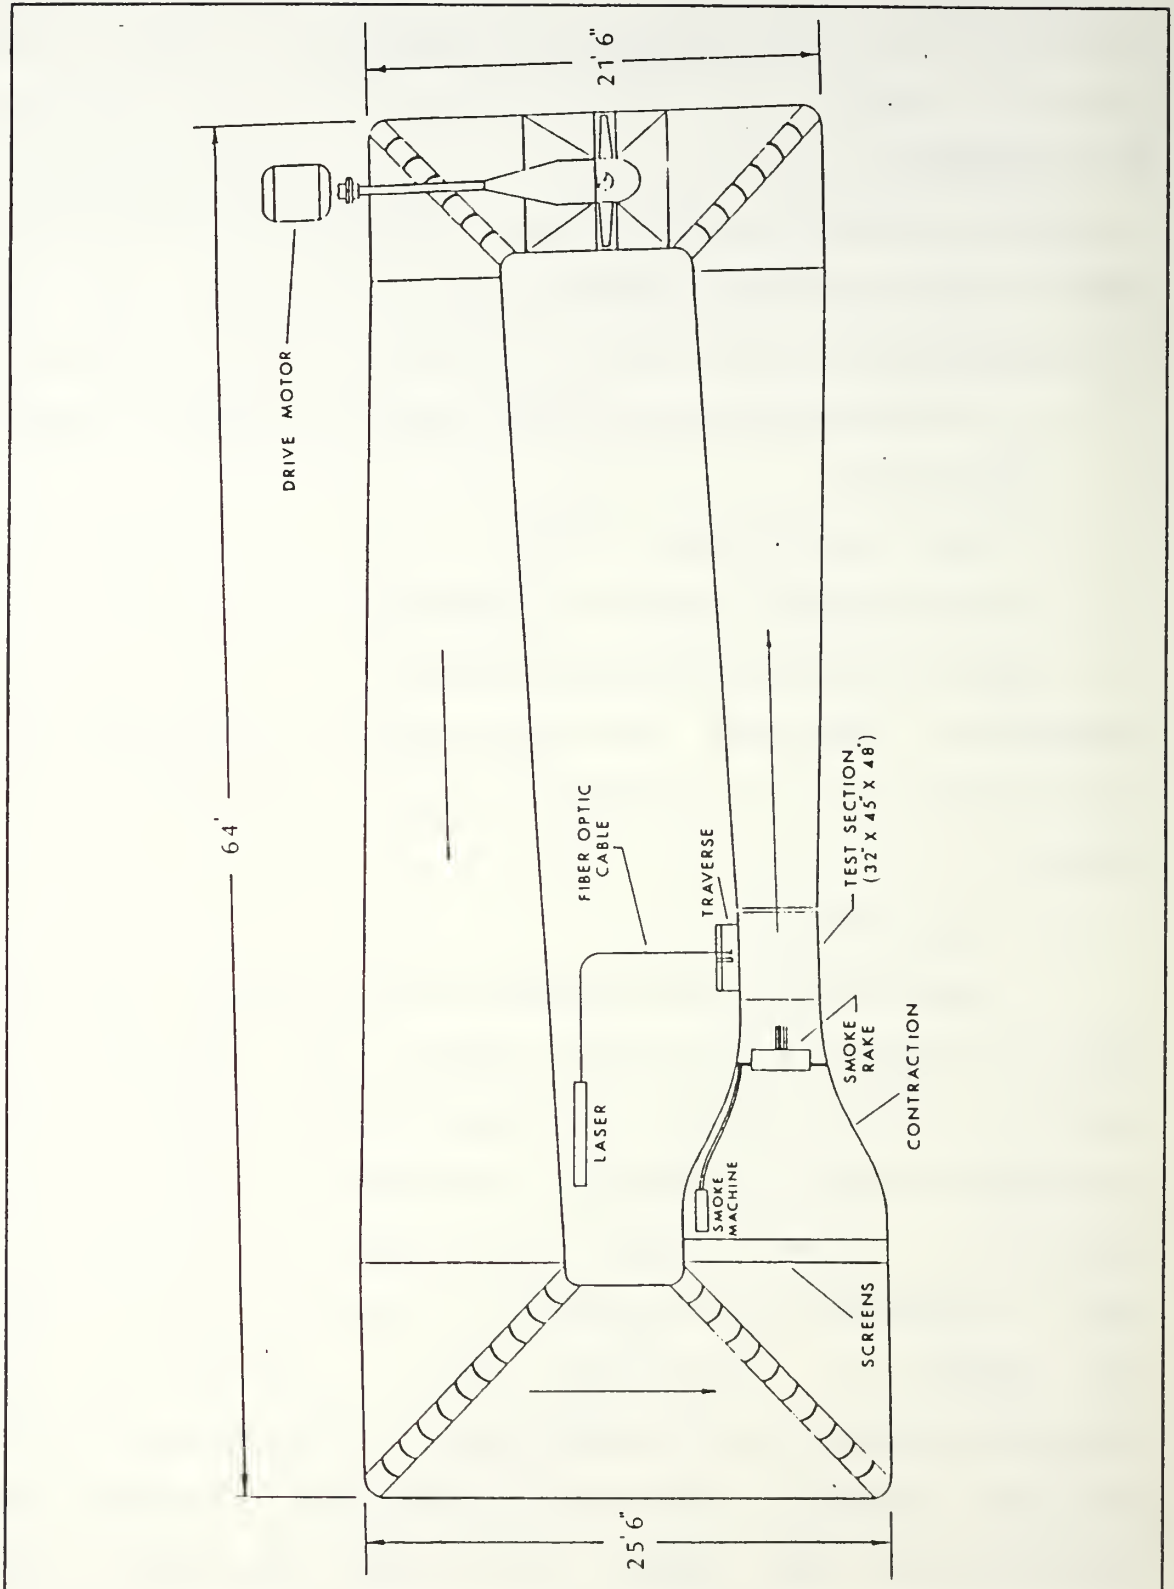 21'6"
64'
DRIVE MOTOR
FIBER OPTIC
CABLE
TRAVERSE
TEST SECTION
(32" X 45" X 48")
LASER
SMOKE
RAKE
CONTRACTION
SMOKE
MACHINE
SCREENS
25'6"